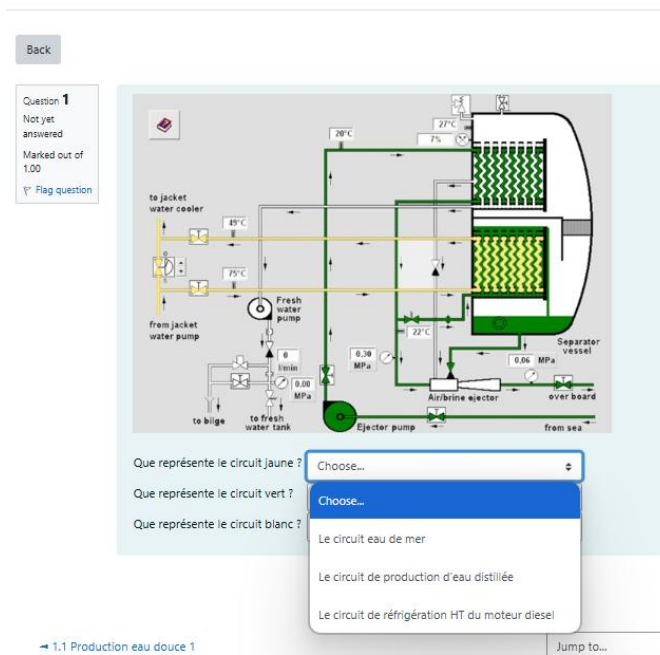 Back
Question 1
Not yet
answered
Marked out of
1.00
Flag question
27°C
20°C
7%
to jacket
water cooler
49°C
75°C
from jacket
water pump
Fresh
water
pump
22°C
0
l/min
0.30
MPa
0.00
MPa
0.06 MPa
Separator
vessel
Air/brine ejector
over board
to bilge
to fresh
water tank
Ejector pump
from sea
Que représente le circuit jaune ?
Choose...
Que représente le circuit vert ?
Choose...
Que représente le circuit blanc ?
Le circuit eau de mer
Le circuit de production d'eau distillée
Le circuit de réfrigération HT du moteur diesel
1.1 Production eau douce 1
Jump to...